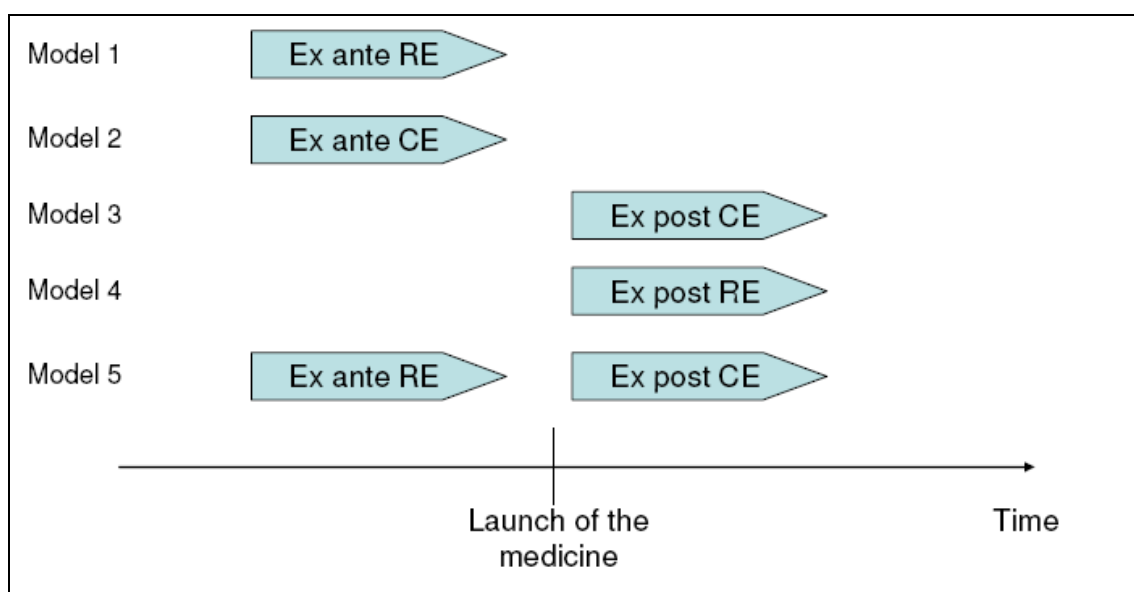 Model 1
Ex ante RE
Model 2
Ex ante CE
Model 3
Ex post CE
Model 4
Ex post RE
Model 5
Ex ante RE
Ex post CE
Launch of the
medicine
Time